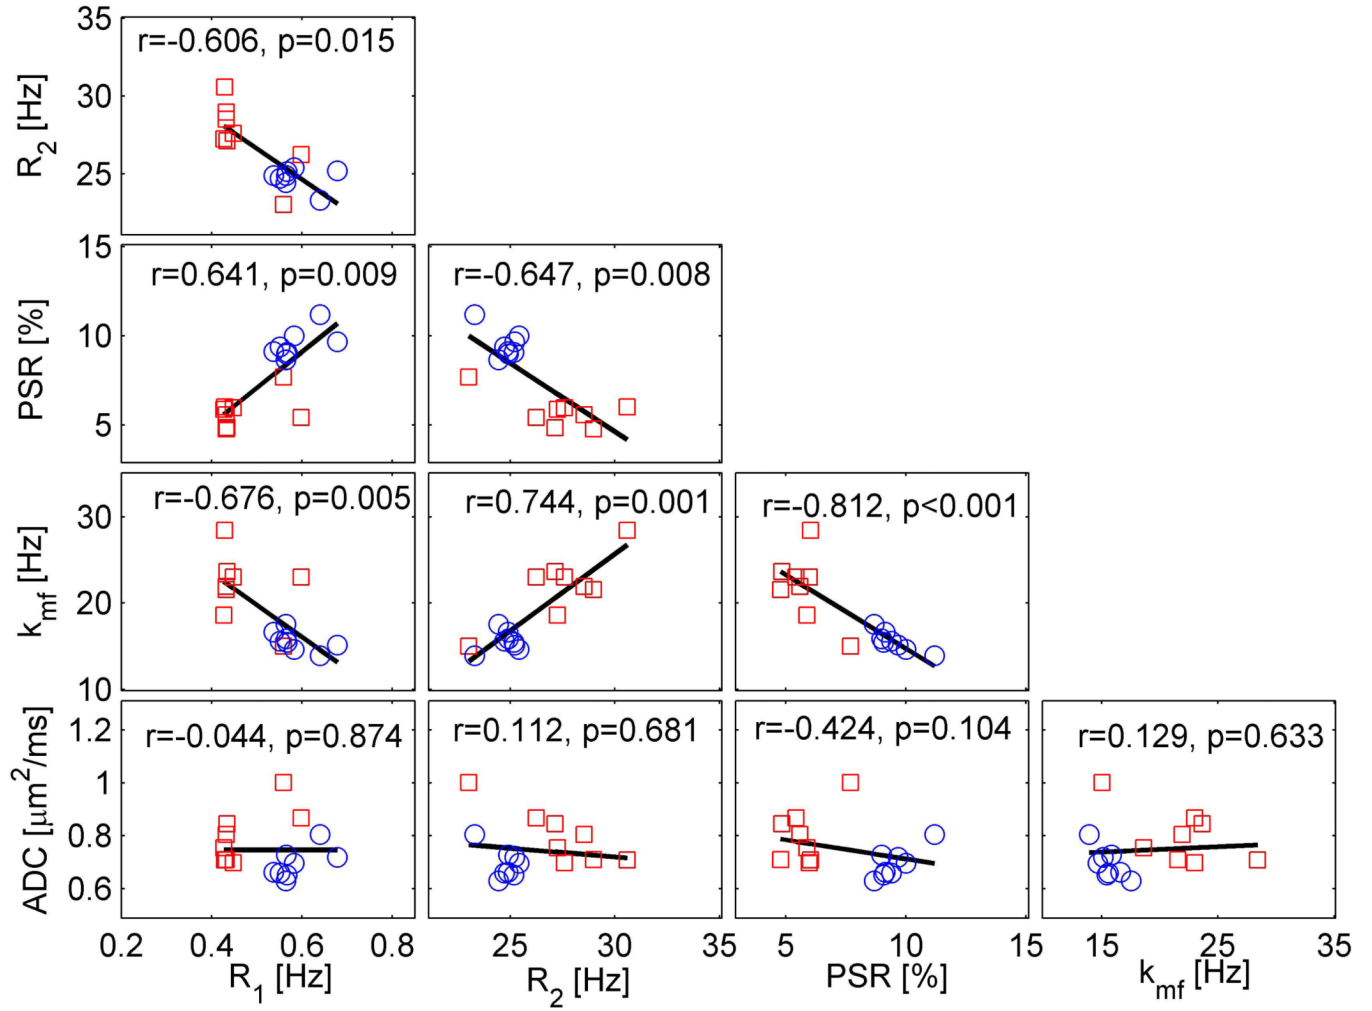 35
r=-0.606, p=0.015
30
25
R2 [Hz]
15
r=0.641, p=0.009
r=-0.647, p=0.008
10
5
PSR [%]
r=-0.676, p=0.005
r=0.744, p=0.001
r=-0.812, p<0.001
30
20
10
kmf [Hz]
1.2
r=-0.044, p=0.874
r=0.112, p=0.681
r=-0.424, p=0.104
r=0.129, p=0.633
1
0.8
0.6
ADC [μm²/ms]
0.2 0.4 0.6 0.8
25 30 35
5 10 15
15 25 35
R1 [Hz]
R2 [Hz]
PSR [%]
kmf [Hz]